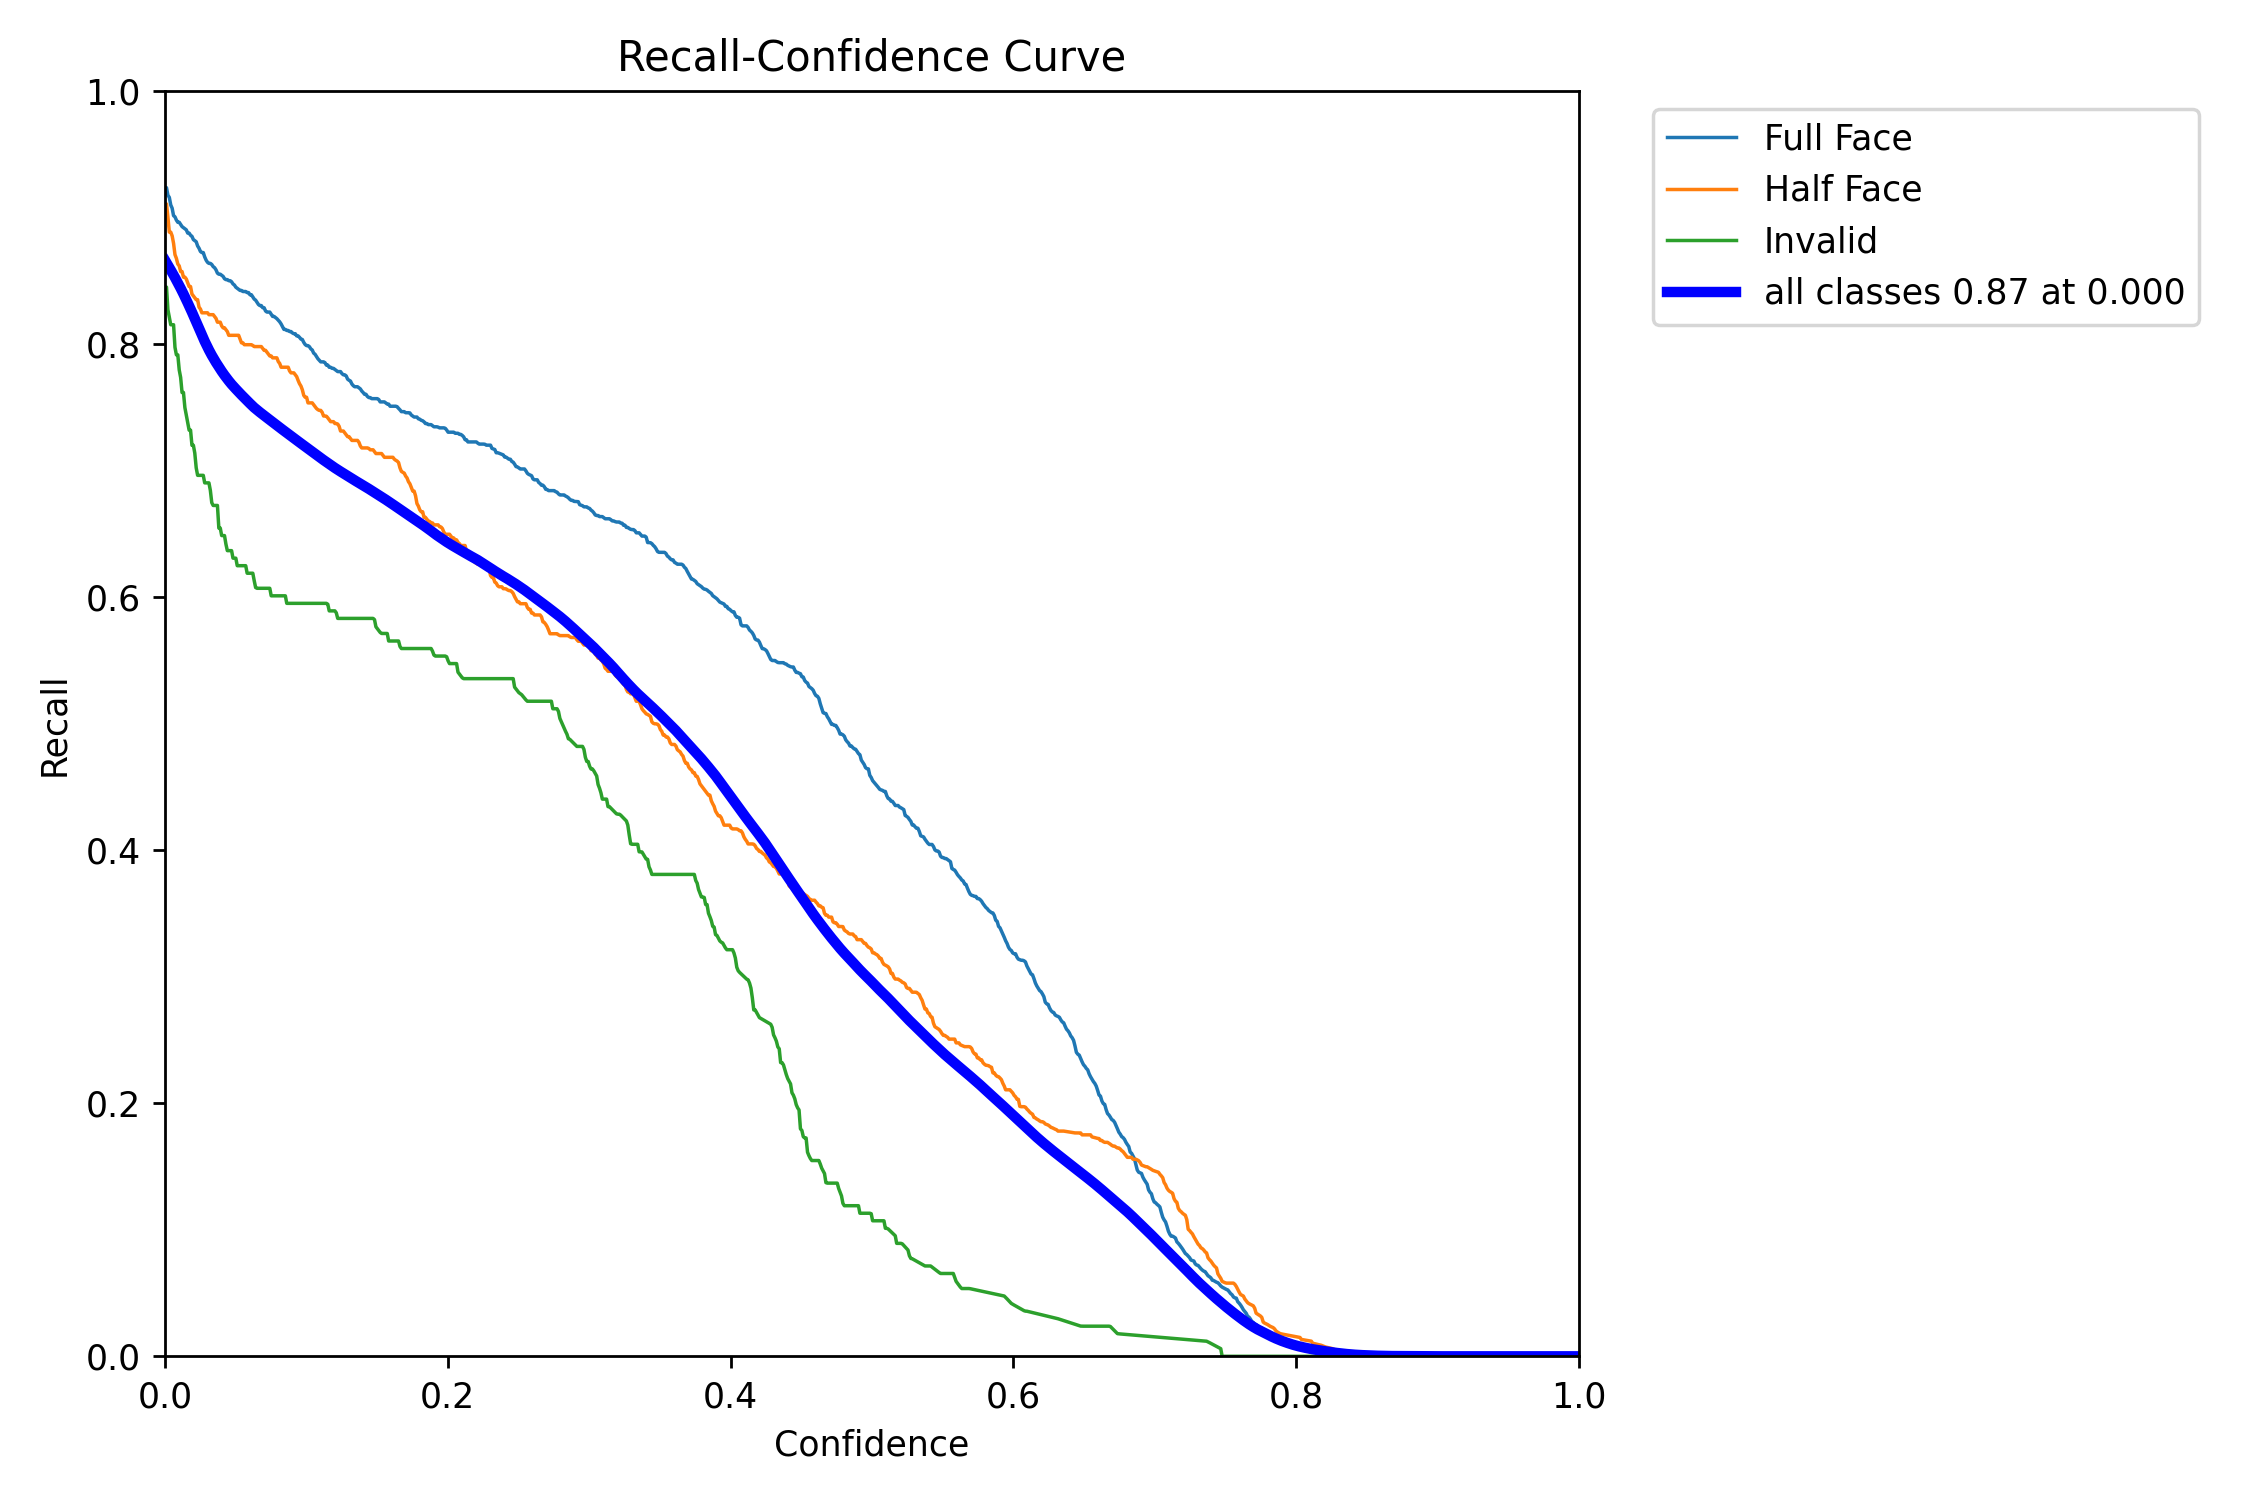 Recall-Confidence Curve
1.0
0.8
0.6
0.4
0.2
0.0
Recall
0.0 0.2 0.4 0.6 0.8 1.0
Confidence
Full Face
Half Face
Invalid
all classes 0.87 at 0.000